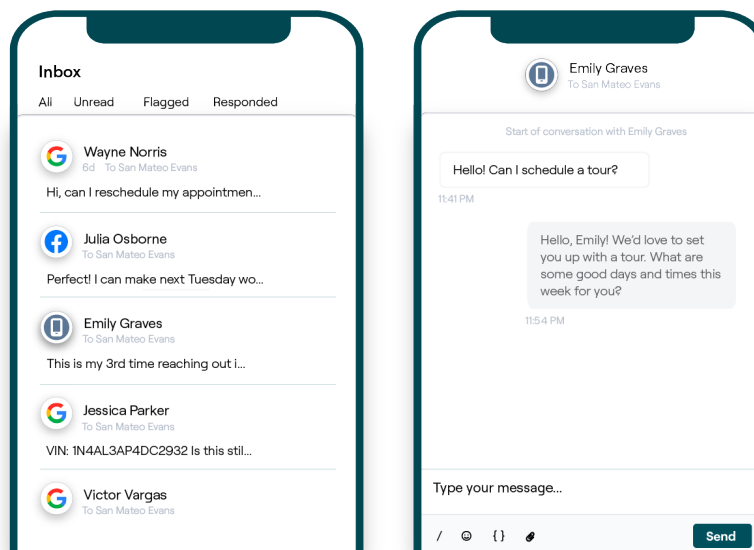 Inbox
All Unread Flagged Responded
Wayne Norris
6d To San Mateo Evans
Hi, can I reschedule my appointmen...
Julia Osborne
To San Mateo Evans
Perfect! I can make next Tuesday wo...
Emily Graves
To San Mateo Evans
This is my 3rd time reaching out i...
Jessica Parker
To San Mateo Evans
VIN: 1N4AL3AP4DC2932 Is this stil...
Victor Vargas
To San Mateo Evans
Emily Graves
To San Mateo Evans
Start of conversation with Emily Graves
Hello! Can I schedule a tour?
11:41 PM
Hello, Emily! We'd love to set
you up with a tour. What are
some good days and times this
week for you?
11:54 PM
Type your message...
/ { }
Send